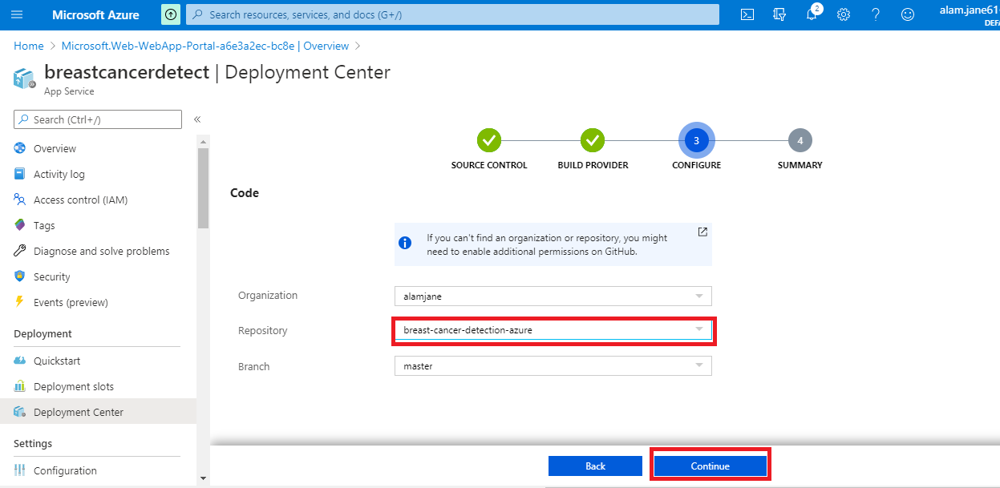 Microsoft Azure
Search resources, services, and docs (G+/)
2
alam.jane61
DEFA
Home > Microsoft.Web-WebApp-Portal-a6e3a2ec-bc8e | Overview >
breastcancerdetect | Deployment Center
App Service
Search (Ctrl+/)
«
Overview
Activity log
Access control (IAM)
Tags
Diagnose and solve problems
Security
Events (preview)
Deployment
Quickstart
Deployment slots
Deployment Center
Settings
Configuration
3
4
SOURCE CONTROL
BUILD PROVIDER
CONFIGURE
SUMMARY
Code
If you can't find an organization or repository, you might
need to enable additional permissions on GitHub.
Organization
alamjane
Repository
breast-cancer-detection-azure
Branch
master
Back
Continue